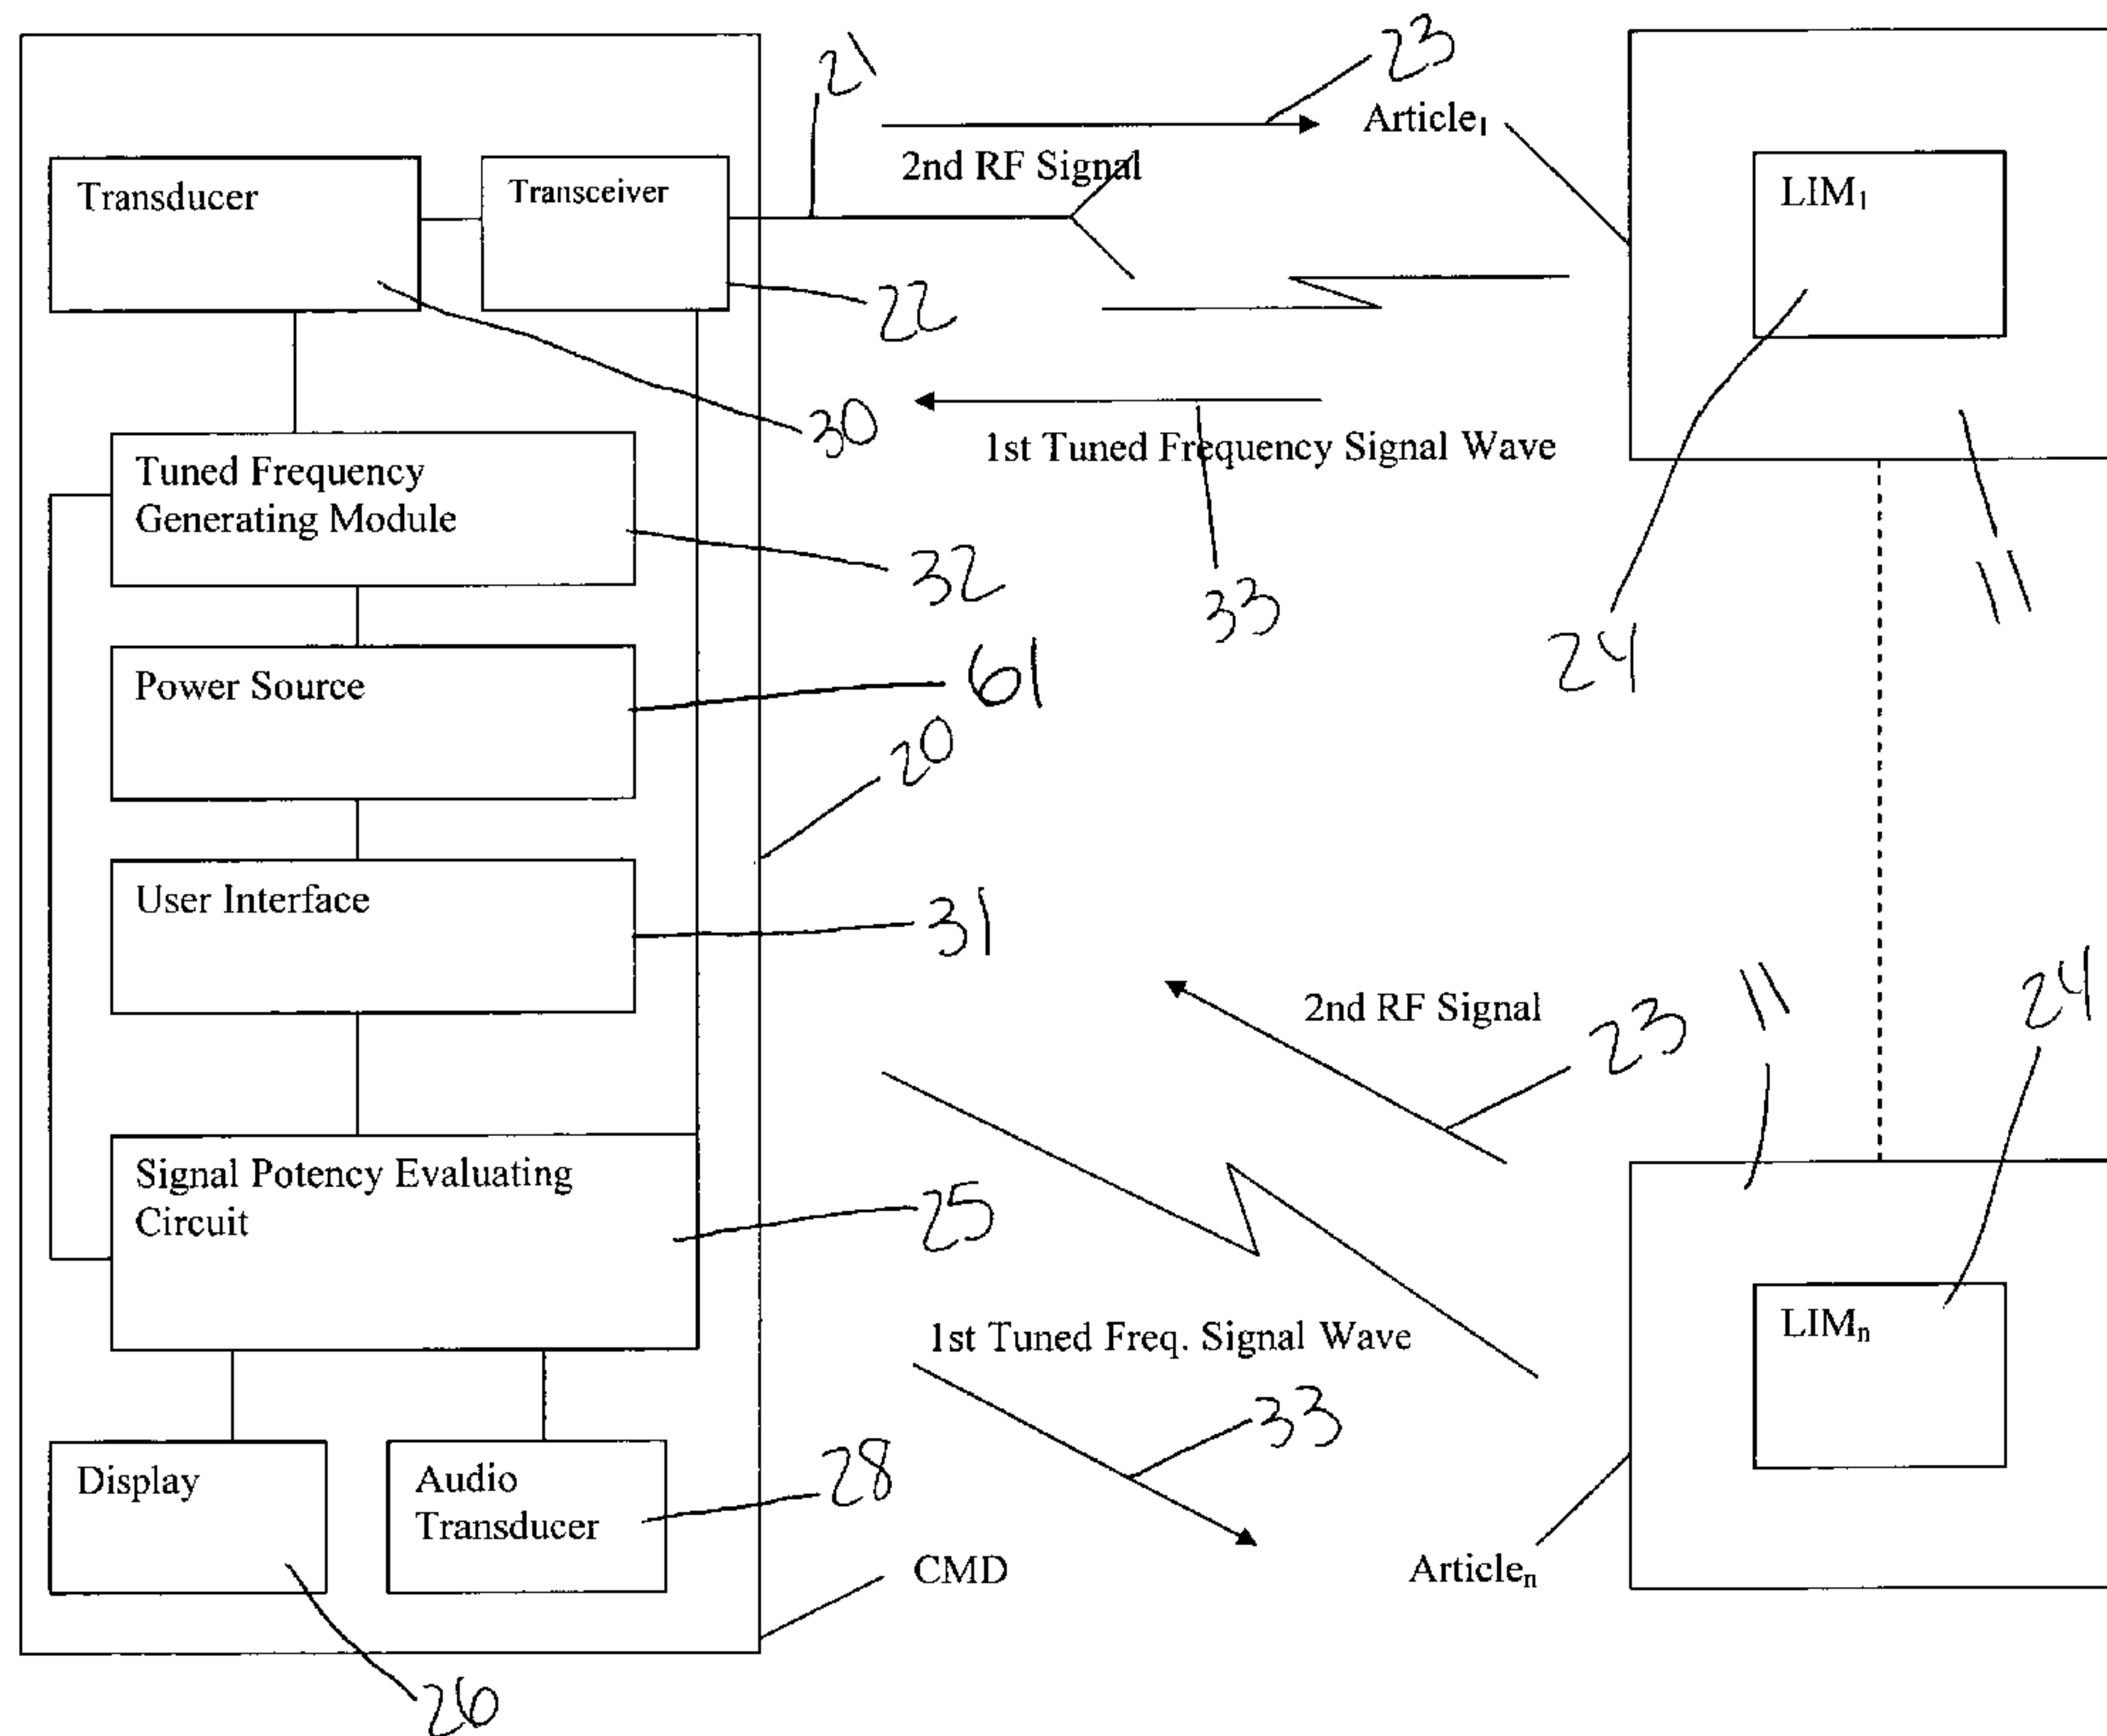 21
23
Article₁
2nd RF Signal
Transducer
Transceiver
LIM₁
22
30
1st Tuned Frequency Signal Wave
Tuned Frequency
Generating Module
32
33
24
11
Power Source
61
20
User Interface
31
2nd RF Signal
23
11
24
Signal Potency Evaluating
Circuit
25
1st Tuned Freq. Signal Wave
33
LIMₙ
Display
Audio
Transducer
28
CMD
Articleₙ
26